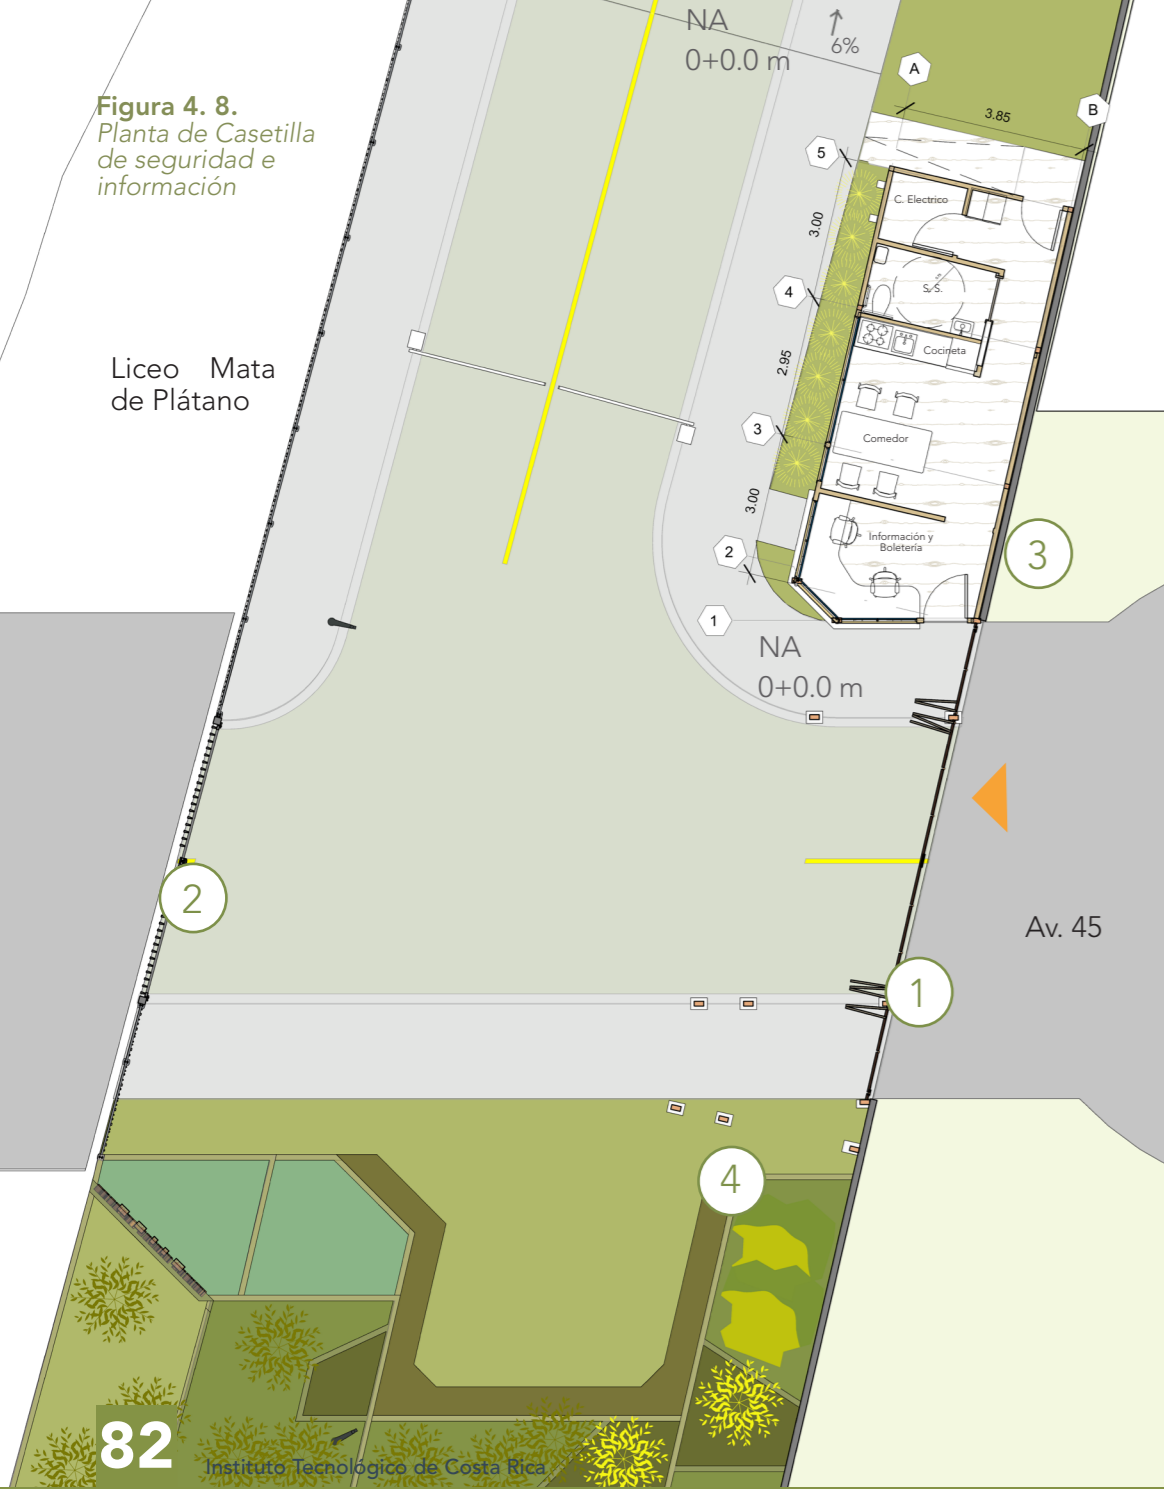 NA
0+0.0 m
6%
A
3.85
B
Figura 4. 8.
Planta de Casetilla
de seguridad e
información
5
C. Electrico
3.00
4
S. S.
2.95
Cocineta
Liceo Mata
de Plátano
3
Comedor
3.00
2
Información y
Boletería
3
1
NA
0+0.0 m
2
Av. 45
1
4
82
Instituto Tecnológico de Costa Rica